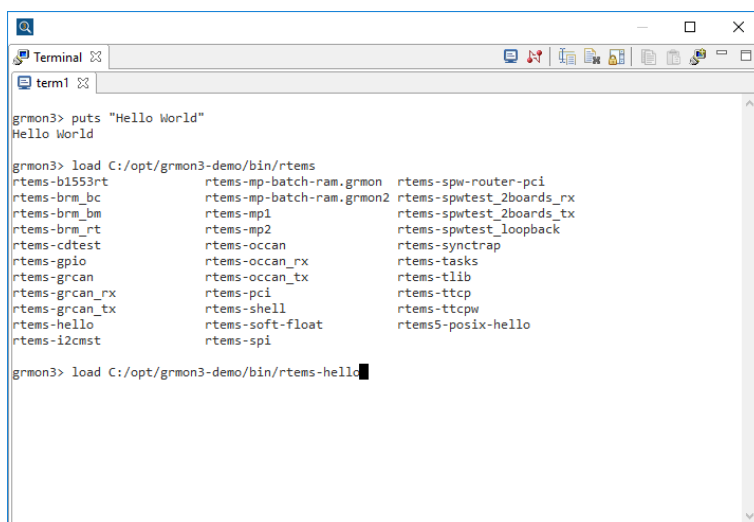 Terminal
term1
grmon3> puts "Hello World"
Hello World
grmon3> load C:/opt/grmon3-demo/bin/rtems
rtems-b1553rt rtems-mp-batch-ram.grmon rtems-spw-router-pci
rtems-brm_bc rtems-mp-batch-ram.grmon2 rtems-spwtest_2boards_rx
rtems-brm_bm rtems-mp1 rtems-spwtest_2boards_tx
rtems-brm_rt rtems-mp2 rtems-spwtest_loopback
rtems-cdtest rtems-occan rtems-synctrap
rtems-gpio rtems-occan_rx rtems-tasks
rtems-grcan rtems-occan_tx rtems-tlib
rtems-grcan_rx rtems-pci rtems-ttcp
rtems-grcan_tx rtems-shell rtems-ttcpw
rtems-hello rtems-soft-float rtems5-posix-hello
rtems-i2cmst rtems-spi
grmon3> load C:/opt/grmon3-demo/bin/rtems-hello